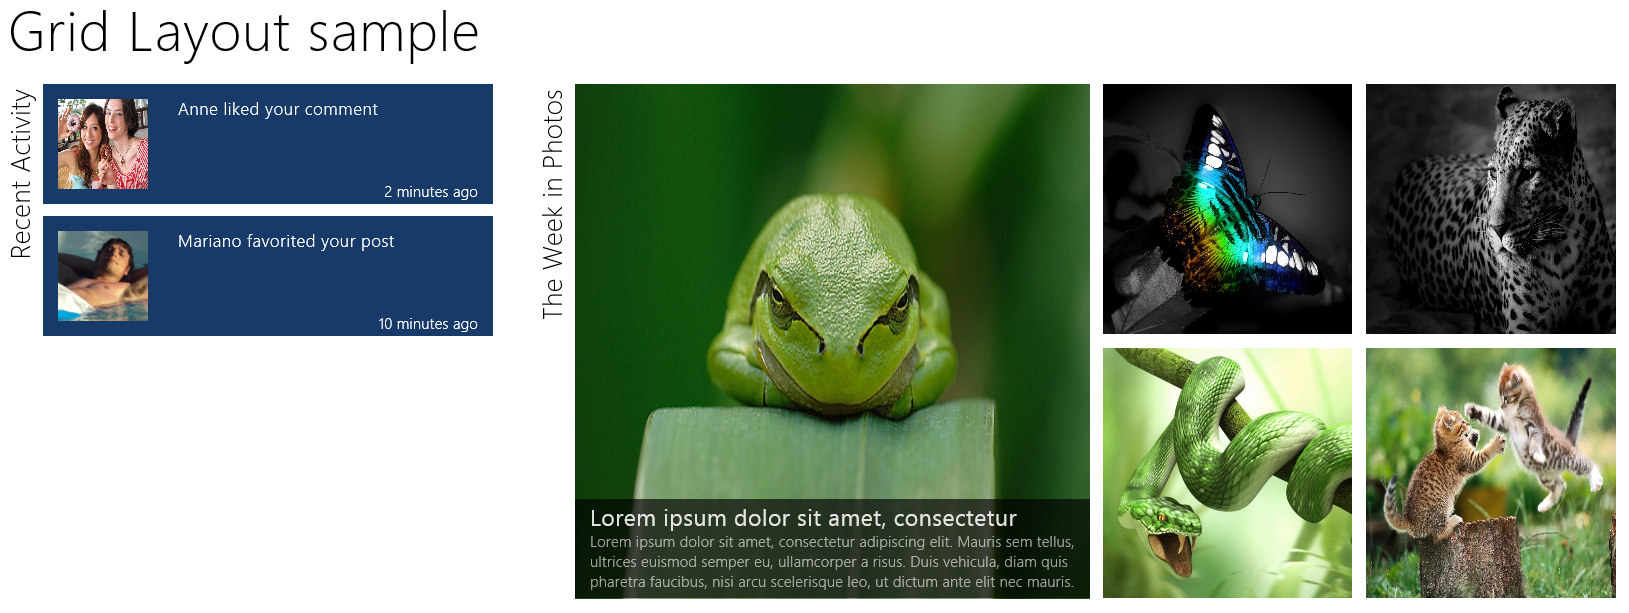 Grid Layout sample
Recent Activity
Anne liked your comment
2 minutes ago
Mariano favorited your post
10 minutes ago
The Week in Photos
Lorem ipsum dolor sit amet, consectetur
Lorem ipsum dolor sit amet, consectetur adipiscing elit. Mauris sem tellus,
ultrices euismod semper eu, ullamcorper a risus. Duis vehicula, diam quis
pharetra faucibus, nisi arcu scelerisque leo, ut dictum ante elit nec mauris.